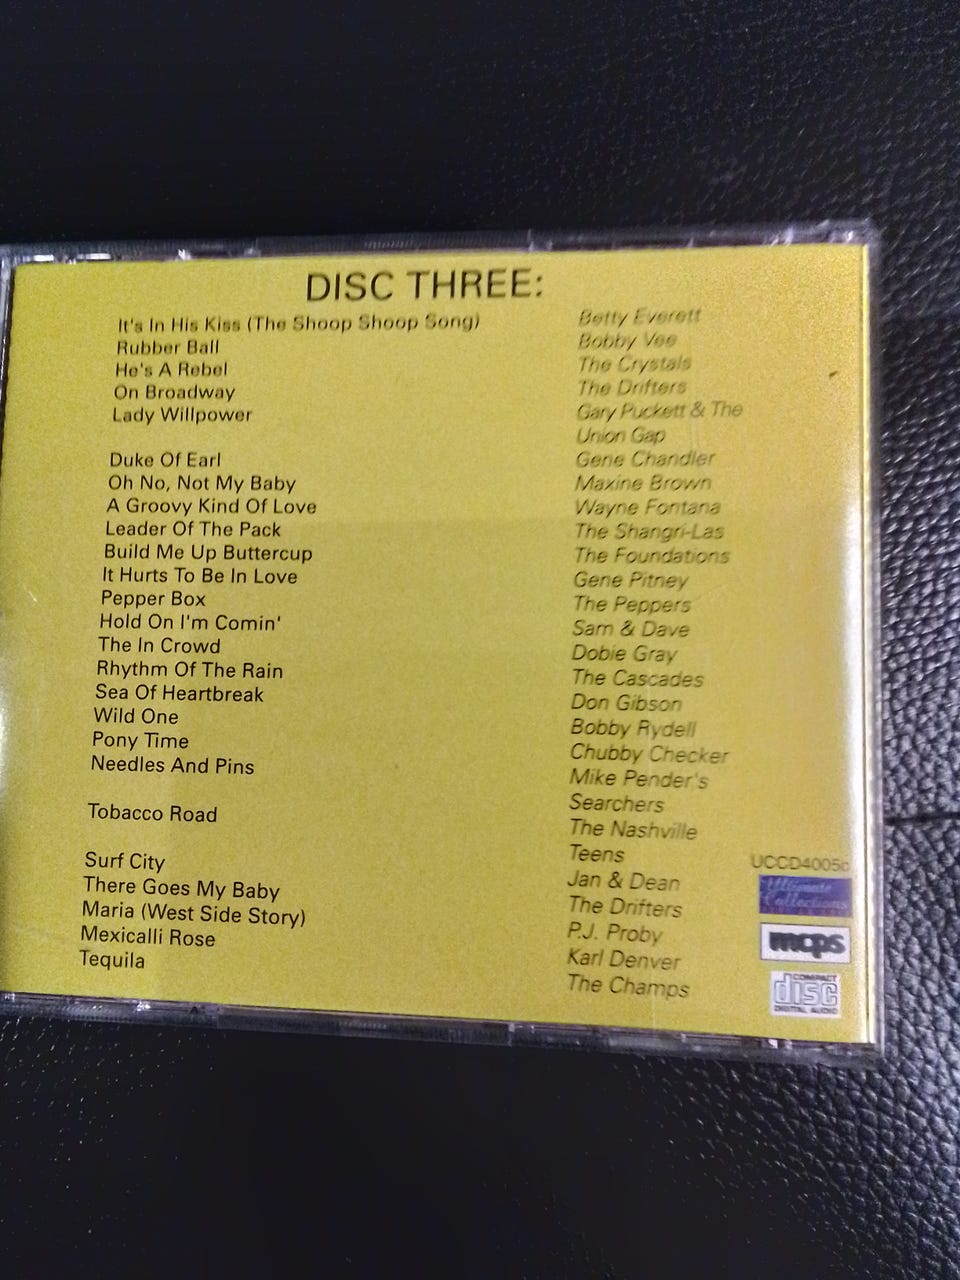 DISC THREE:
It's In His Kiss (The Shoop Shoop Song) Betty Everett
Rubber Ball Bobby Vee
He's A Rebel The Crystals
On Broadway The Drifters
Lady Willpower Gary Puckett & The
Union Gap
Duke Of Earl Gene Chandler
Oh No, Not My Baby Maxine Brown
A Groovy Kind Of Love Wayne Fontana
Leader Of The Pack The Shangri-Las
Build Me Up Buttercup The Foundations
It Hurts To Be In Love Gene Pitney
Pepper Box The Peppers
Hold On I'm Comin' Sam & Dave
The In Crowd Dobie Gray
Rhythm Of The Rain The Cascades
Sea Of Heartbreak Don Gibson
Wild One Bobby Rydell
Pony Time Chubby Checker
Needles And Pins Mike Pender's
Searchers
Tobacco Road The Nashville
Teens
Surf City Jan & Dean
There Goes My Baby The Drifters
Maria (West Side Story) P.J. Proby
Mexicalli Rose Karl Denver
Tequila The Champs
UCCD4005c
Ultimate
Collections
mcps
COMPACT
disc
DIGITAL AUDIO